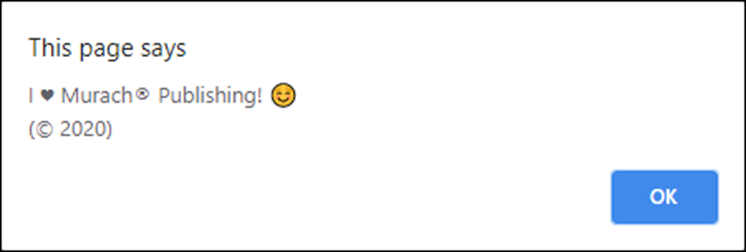 This page says
I ♥ Murach® Publishing! 😊
(© 2020)
OK